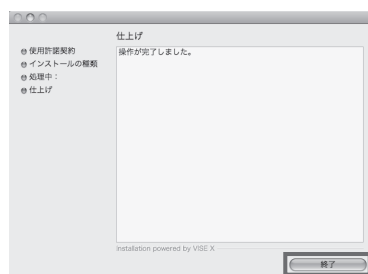 仕上げ
使用許諾契約
インストールの種類
処理中：
仕上げ
操作が完了しました。
Installation powered by VISE X
終了